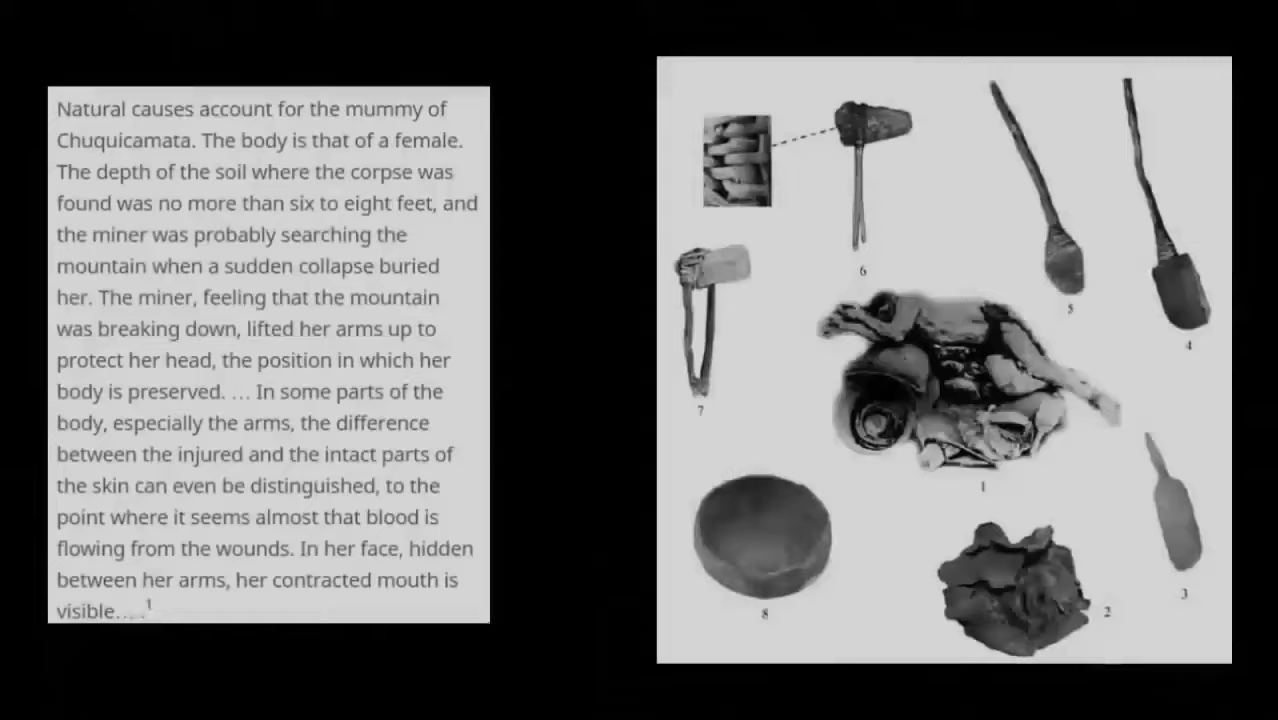 Natural causes account for the mummy of
Chuquicamata. The body is that of a female.
The depth of the soil where the corpse was
found was no more than six to eight feet, and
the miner was probably searching the
mountain when a sudden collapse buried
her. The miner, feeling that the mountain
was breaking down, lifted her arms up to
protect her head, the position in which her
body is preserved. … In some parts of the
body, especially the arms, the difference
between the injured and the intact parts of
the skin can even be distinguished, to the
point where it seems almost that blood is
flowing from the wounds. In her face, hidden
between her arms, her contracted mouth is
visible.… .1
6
5
4
7
1
3
8
2